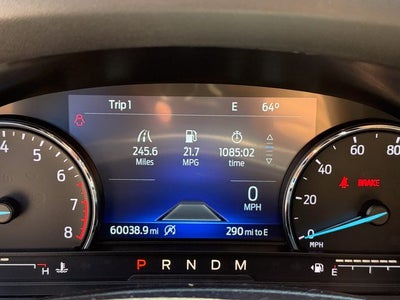 Trip 1 E 64°
245.6 21.7 1085:02
Miles MPG time
0
MPH
60038.9 mi 290 mi to E
4 5 6 7 8
0 20 40 60 80
MPH
BRAKE
P R N D M
H E